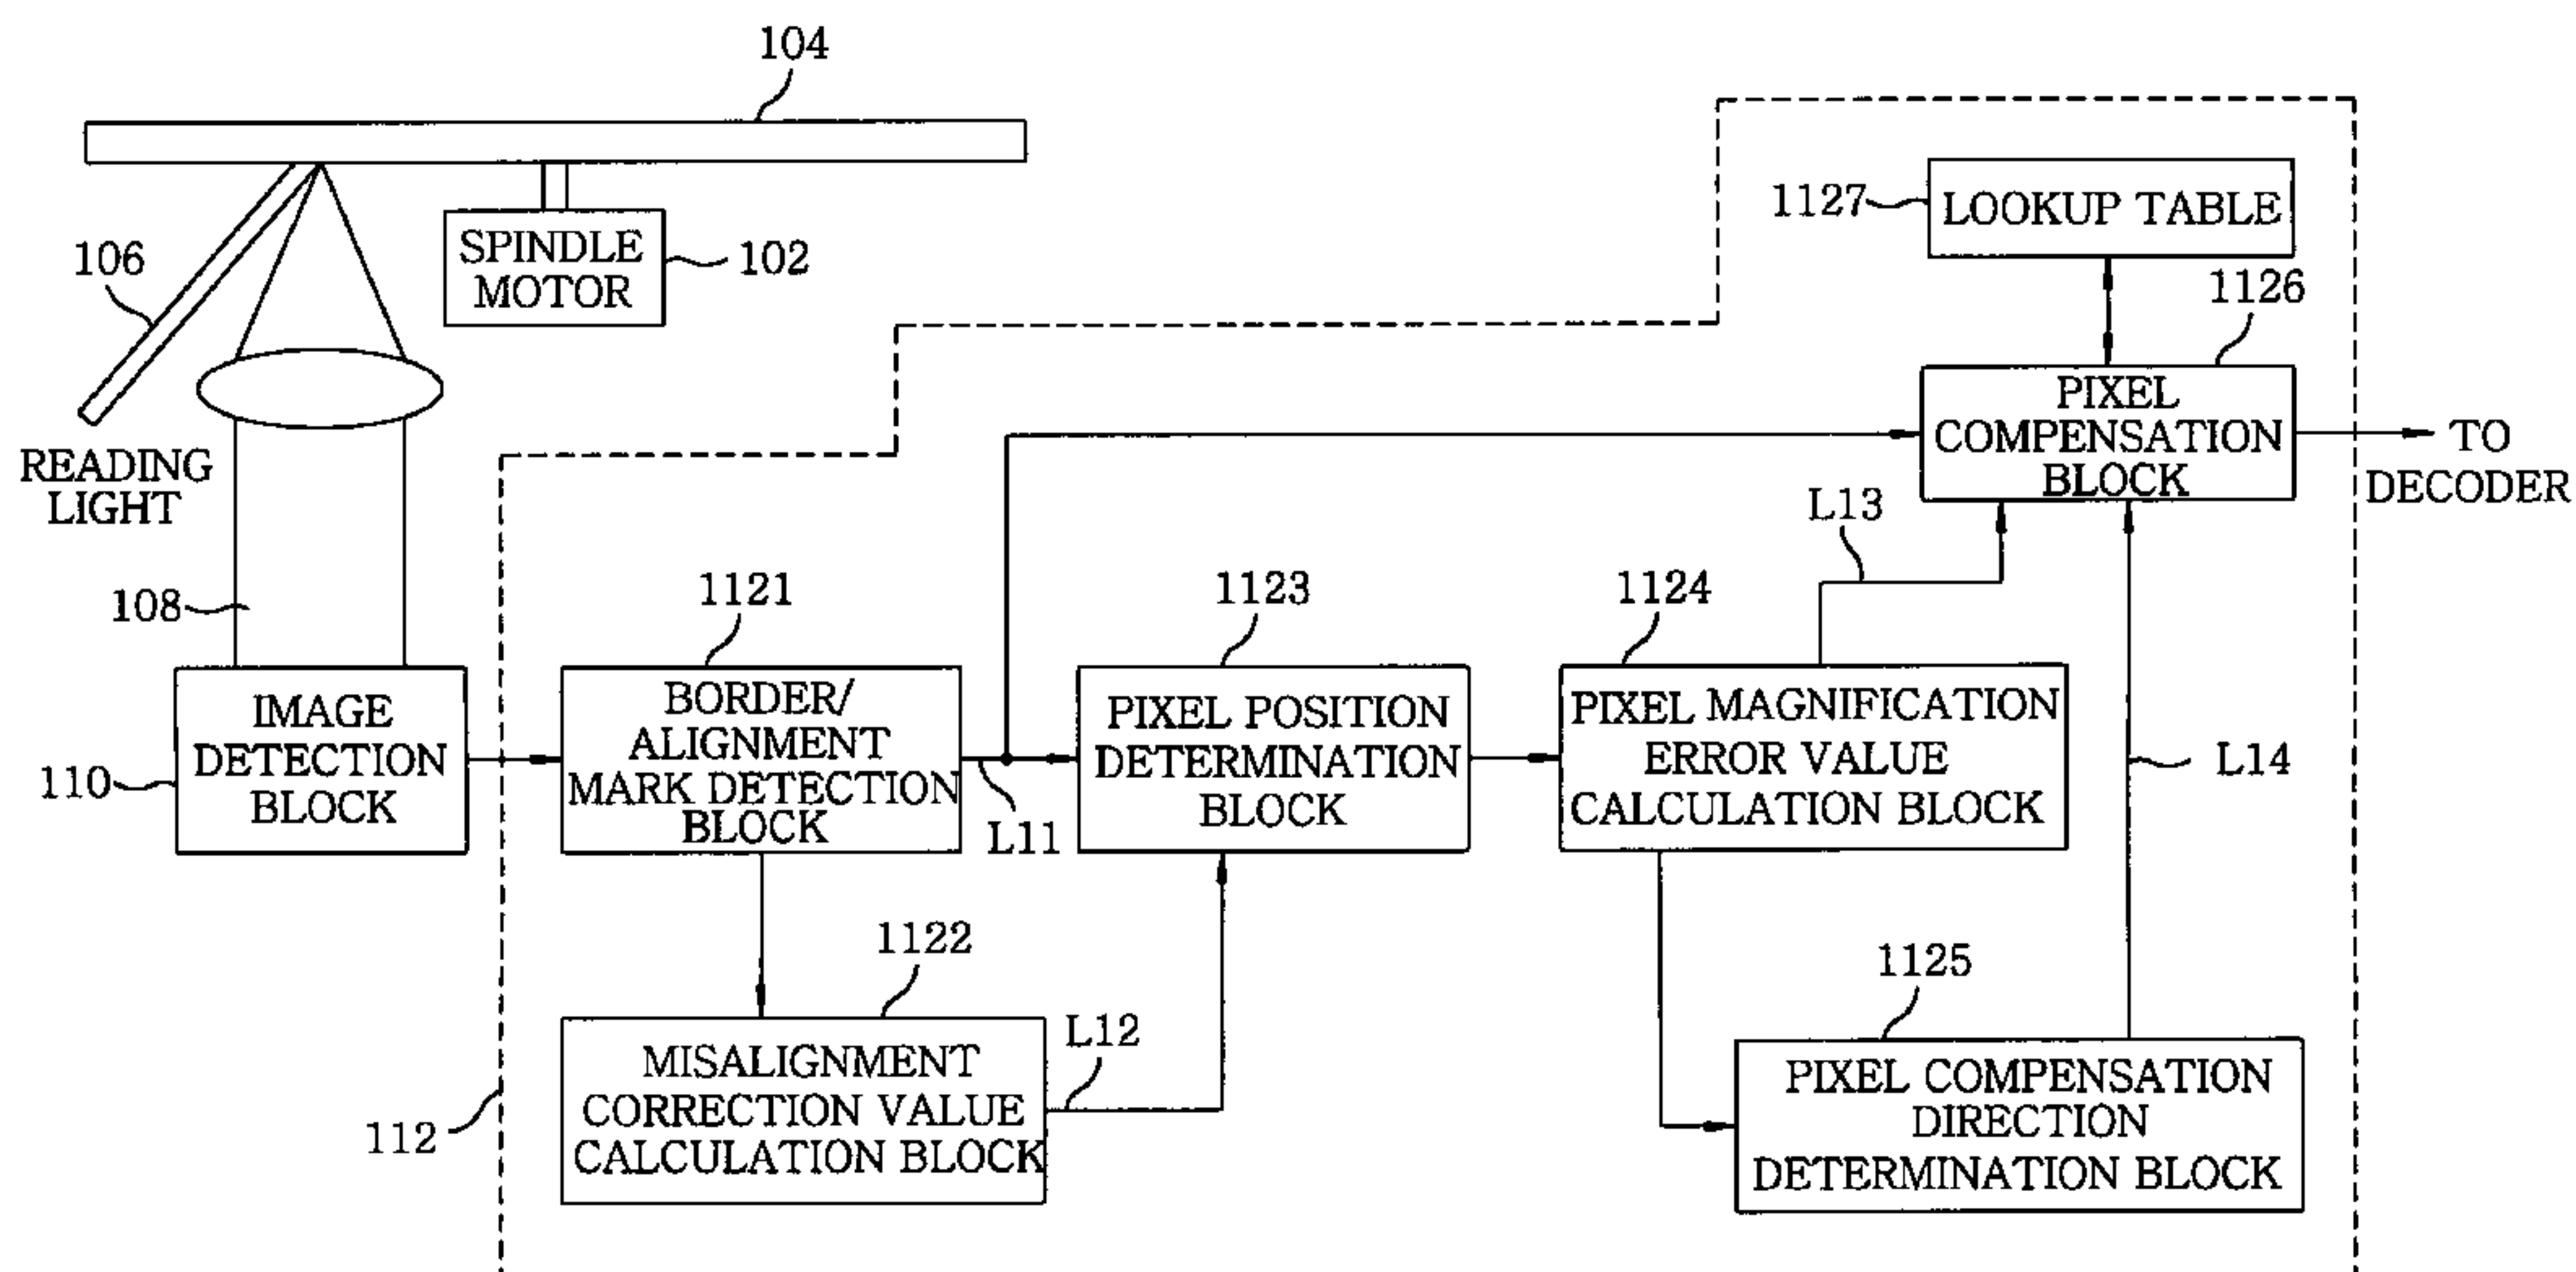 104
106
SPINDLE
MOTOR
102
READING
LIGHT
108
1127
LOOKUP TABLE
1126
PIXEL
COMPENSATION
BLOCK
TO
DECODER
L13
L14
110
IMAGE
DETECTION
BLOCK
1121
BORDER/
ALIGNMENT
MARK DETECTION
BLOCK
L11
1123
PIXEL POSITION
DETERMINATION
BLOCK
1124
PIXEL MAGNIFICATION
ERROR VALUE
CALCULATION BLOCK
112
1122
MISALIGNMENT
CORRECTION VALUE
CALCULATION BLOCK
L12
1125
PIXEL COMPENSATION
DIRECTION
DETERMINATION BLOCK